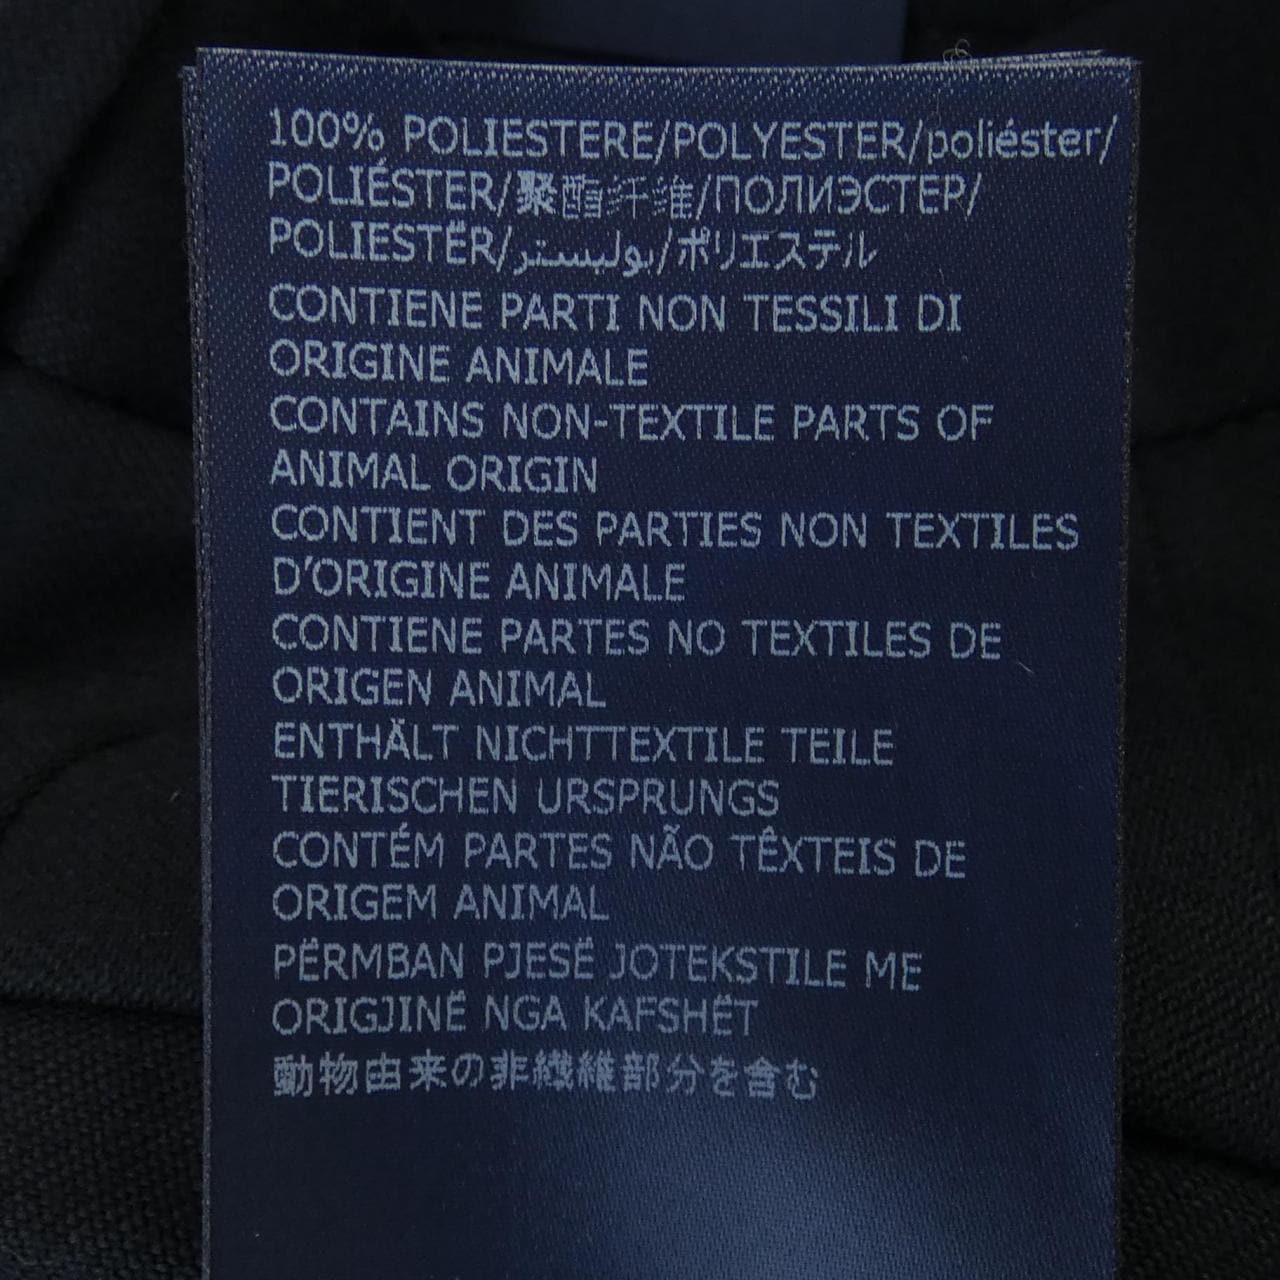 100% POLIESTERE/POLYESTER/poliéster/
POLIÉSTER/聚酯纤维/ПОЛИЭСТЕР/
POLIESTËR/بوليستر/ポリエステル
CONTIENE PARTI NON TESSILI DI
ORIGINE ANIMALE
CONTAINS NON-TEXTILE PARTS OF
ANIMAL ORIGIN
CONTIENT DES PARTIES NON TEXTILES
D’ORIGINE ANIMALE
CONTIENE PARTES NO TEXTILES DE
ORIGEN ANIMAL
ENTHÄLT NICHTTEXTILE TEILE
TIERISCHEN URSPRUNGS
CONTÉM PARTES NÃO TÊXTEIS DE
ORIGEM ANIMAL
PËRMBAN PJESË JOTEKSTILE ME
ORIGJINË NGA KAFSHËT
動物由来の非繊維部分を含む